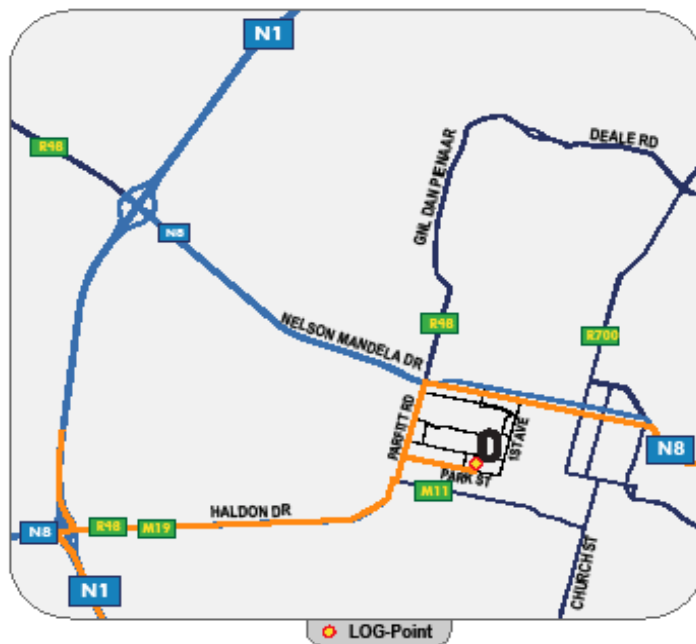 N1
R48
DEALE RD
GNL DAN PIENAAR
N8
NELSON MANDELA DR
R48
R700
PARFITT RD
1ST AVE
N8
PARK ST
M11
HALDON DR
R48
M19
N8
N1
CHURCH ST
LOG-Point